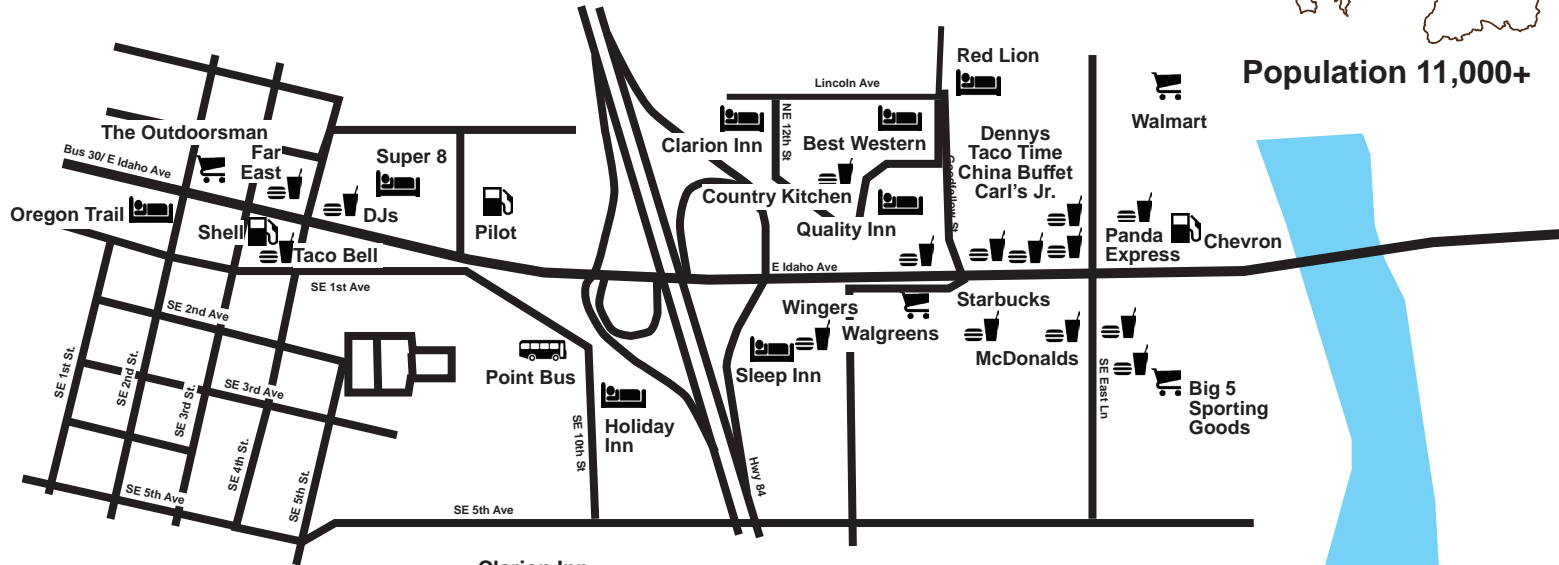 Population 11,000+
Red Lion
Lincoln Ave
Walmart
The Outdoorsman
Far
East
Super 8
Clarion Inn
NE 12th St
Best Western
Dennys
Taco Time
China Buffet
Carl's Jr.
Bus 30/ E Idaho Ave
Country Kitchen
Goodfellow St
Oregon Trail
Shell
DJs
Pilot
Quality Inn
Panda
Express
Chevron
Taco Bell
E Idaho Ave
SE 1st Ave
SE 2nd Ave
Wingers
Walgreens
Starbucks
McDonalds
SE 1st St.
SE 2nd St.
SE 3rd St.
SE 3rd Ave
Point Bus
Sleep Inn
SE East Ln
Big 5
Sporting
Goods
Holiday
Inn
SE 10th St
SE 4th St.
SE 5th St.
Hwy 84
SE 5th Ave
SE 5th Ave
Clarion Inn